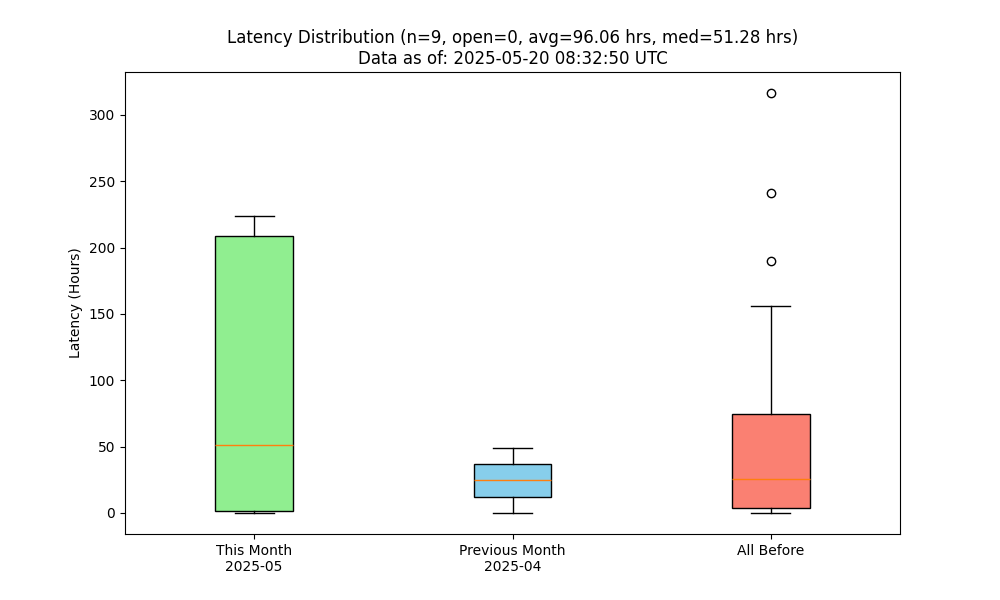 Latency Distribution (n=9, open=0, avg=96.06 hrs, med=51.28 hrs)
Data as of: 2025-05-20 08:32:50 UTC
Latency (Hours)
300
250
200
150
100
50
0
This Month
2025-05
Previous Month
2025-04
All Before